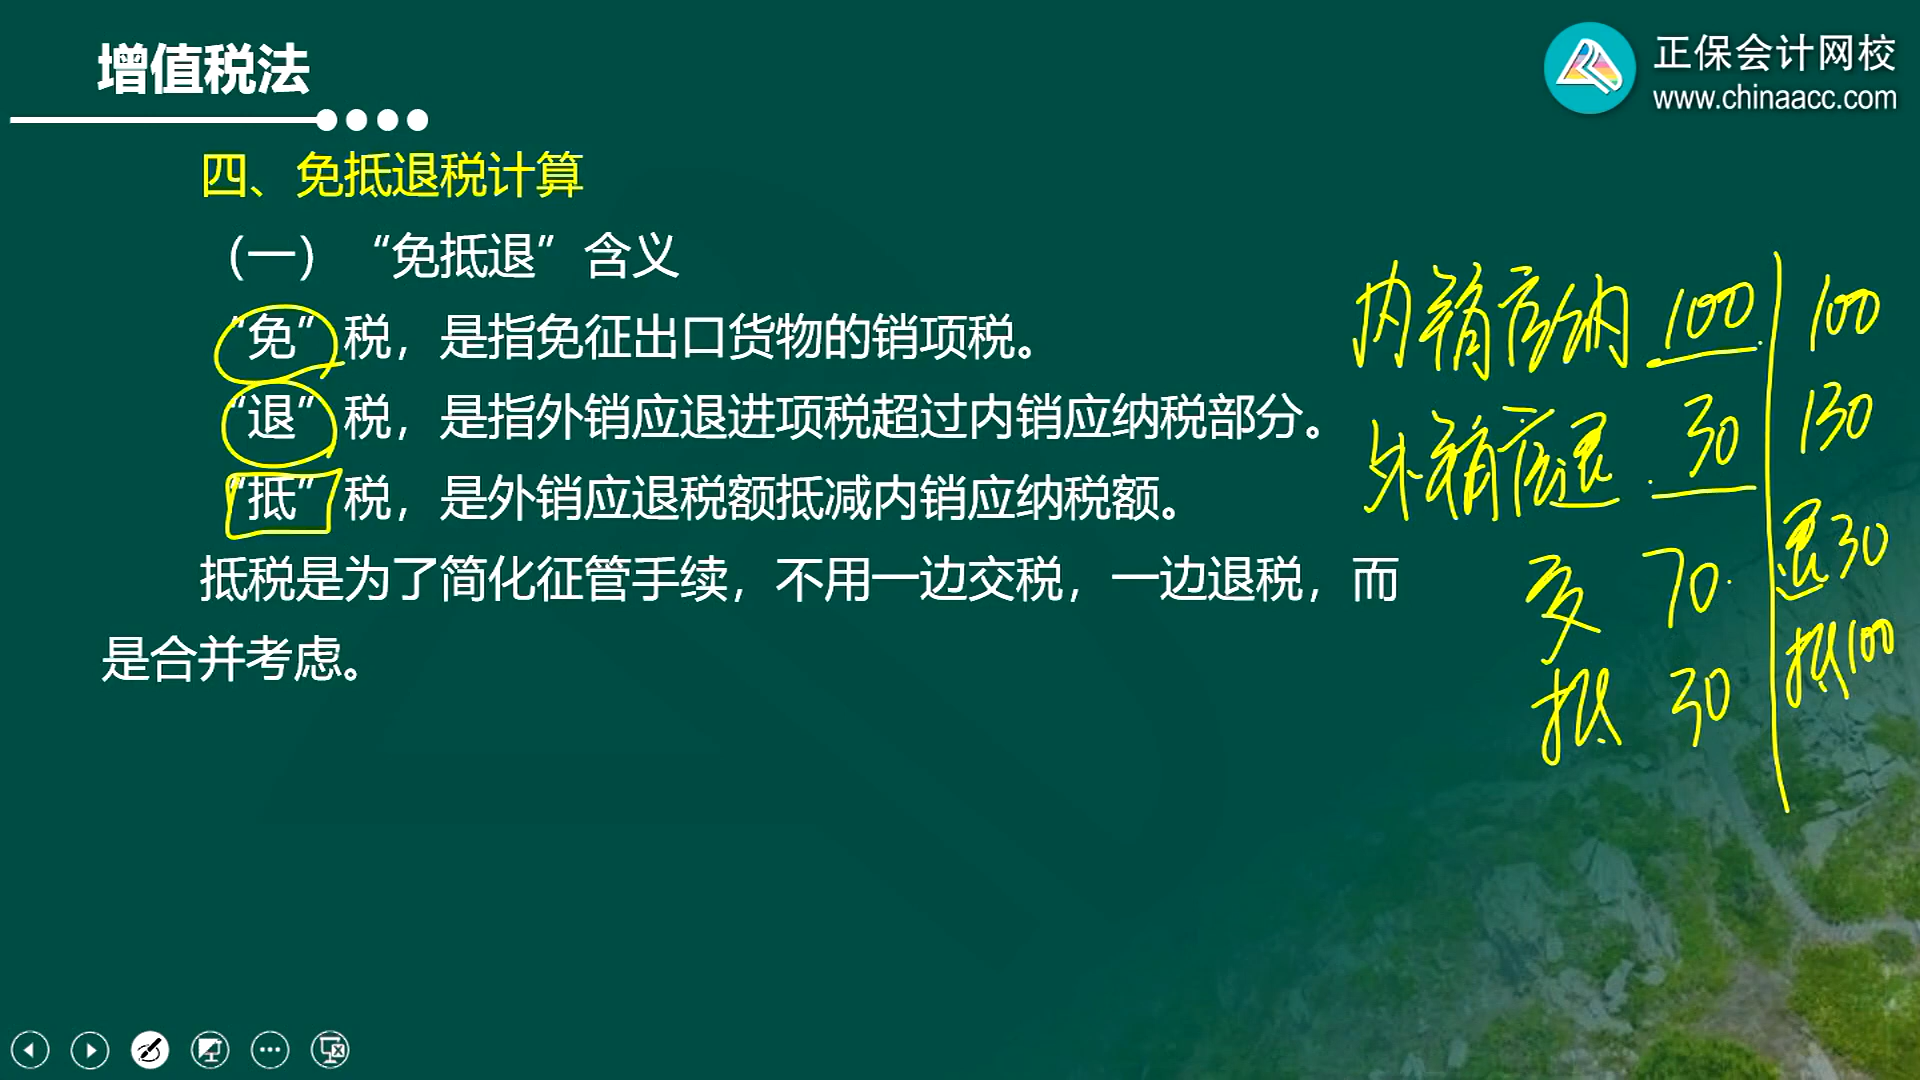 增值税法
正保会计网校
www.chinaacc.com
四、免抵退税计算
（一）“免抵退”含义
“免”税，是指免征出口货物的销项税。
“退”税，是指外销应退进项税超过内销应纳税部分。
“抵”税，是外销应退税额抵减内销应纳税额。
抵税是为了简化征管手续，不用一边交税，一边退税，而
是合并考虑。
内销应纳 100 100
外销应退 30 130
交 70 退30
抵 30 抵100